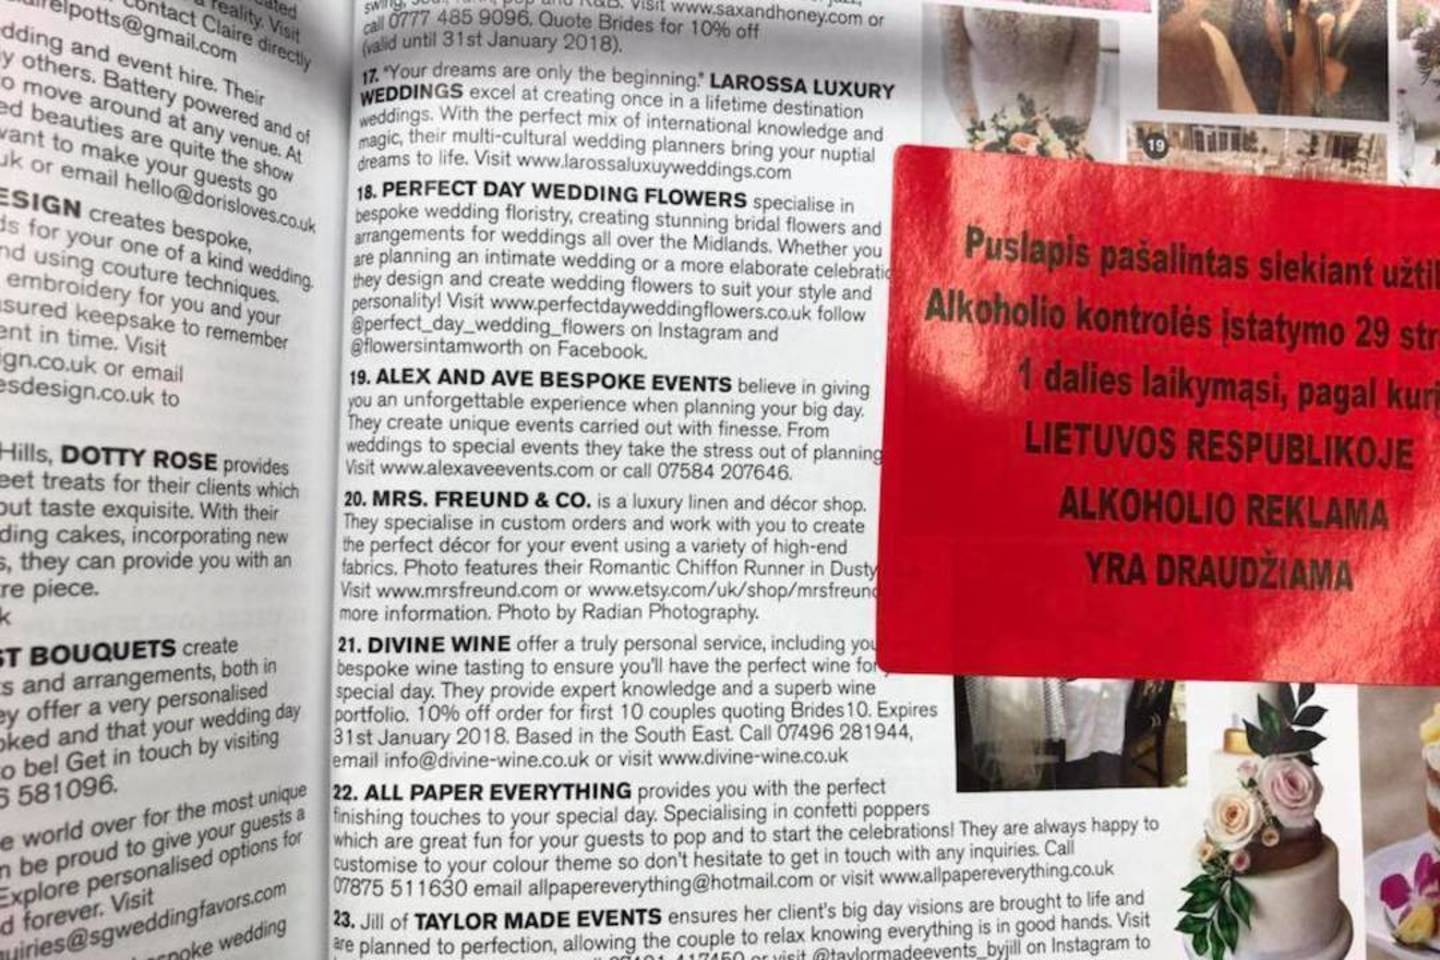 contact Claire directly
@gmail.com
dding and event hire. Their
y others. Battery powered and of
o move around at any venue. At
ed beauties are quite the show
want to make your guests go
uk or email hello@dorisloves.co.uk
ESIGN creates bespoke,
ds for your one of a kind wedding.
nd using couture techniques.
embroidery for you and your
asured keepsake to remember
ent in time. Visit
ign.co.uk or email
esdesign.co.uk to
Hills, DOTTY ROSE provides
eet treats for their clients which
out taste exquisite. With their
ding cakes, incorporating new
s, they can provide you with an
re piece.
k
ST BOUQUETS create
s and arrangements, both in
ey offer a very personalised
oked and that your wedding day
o be! Get in touch by visiting
6 581096.
e world over for the most unique
n be proud to give your guests a
Explore personalised options for
d forever. Visit
quiries@sgweddingfavors.com
spoke wedding
swing, and R&B. Visit www.saxandhoney.com or
call 0777 485 9096. Quote Brides for 10% off
(valid until 31st January 2018).
17. "Your dreams are only the beginning." LAROSSA LUXURY
WEDDINGS excel at creating once in a lifetime destination
weddings. With the perfect mix of international knowledge and
magic, their multi-cultural wedding planners bring your nuptial
dreams to life. Visit www.larossaluxuyweddings.com
18. PERFECT DAY WEDDING FLOWERS specialise in
bespoke wedding floristry, creating stunning bridal flowers and
arrangements for weddings all over the Midlands. Whether you
are planning an intimate wedding or a more elaborate celebratio
they design and create wedding flowers to suit your style and
personality! Visit www.perfectdayweddingflowers.co.uk follow
@perfect_day_wedding_flowers on Instagram and
@flowersintamworth on Facebook.
19. ALEX AND AVE BESPOKE EVENTS believe in giving
you an unforgettable experience when planning your big day.
They create unique events carried out with finesse. From
weddings to special events they take the stress out of planning
Visit www.alexaveevents.com or call 07584 207646.
20. MRS. FREUND & CO. is a luxury linen and décor shop.
They specialise in custom orders and work with you to create
the perfect décor for your event using a variety of high-end
fabrics. Photo features their Romantic Chiffon Runner in Dusty
Visit www.mrsfreund.com or www.etsy.com/uk/shop/mrsfreund
more information. Photo by Radian Photography.
21. DIVINE WINE offer a truly personal service, including you
bespoke wine tasting to ensure you'll have the perfect wine for
special day. They provide expert knowledge and a superb wine
portfolio. 10% off order for first 10 couples quoting Brides10. Expires
31st January 2018. Based in the South East. Call 07496 281944,
email info@divine-wine.co.uk or visit www.divine-wine.co.uk
22. ALL PAPER EVERYTHING provides you with the perfect
finishing touches to your special day. Specialising in confetti poppers
which are great fun for your guests to pop and to start the celebrations! They are always happy to
customise to your colour theme so don't hesitate to get in touch with any inquiries. Call
07875 511630 email allpapereverything@hotmail.com or visit www.allpapereverything.co.uk
23. Jill of TAYLOR MADE EVENTS ensures her client's big day visions are brought to life and
are planned to perfection, allowing the couple to relax knowing everything is in good hands. Visit
417450 or visit @taylormadeevents_byjill on Instagram to
19
Puslapis pašalintas siekiant užtik
Alkoholio kontrolės įstatymo 29 str
1 dalies laikymąsi, pagal kuri
LIETUVOS RESPUBLIKOJE
ALKOHOLIO REKLAMA
YRA DRAUDŽIAMA